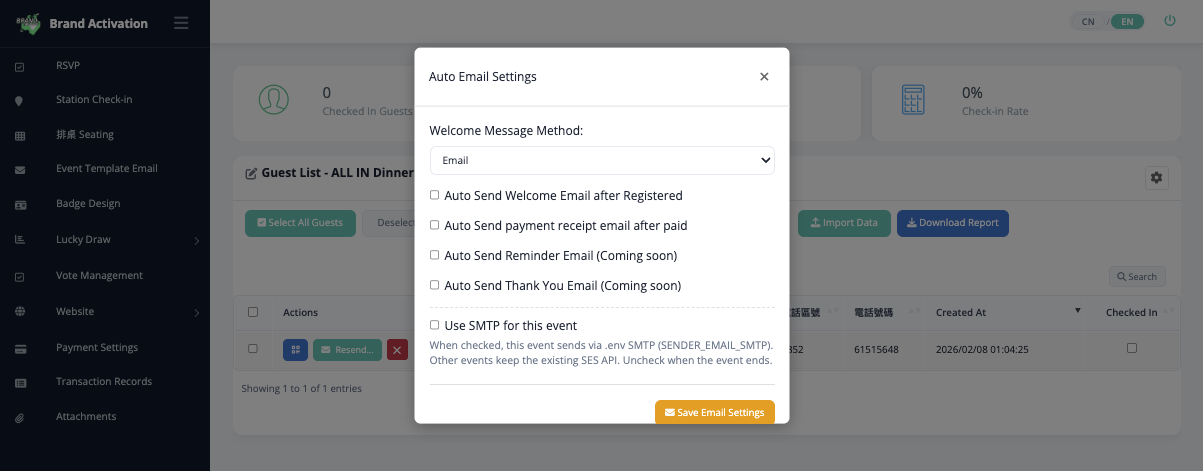 BRAND
Brand Activation
CN / EN
RSVP
Station Check-in
排桌 Seating
Event Template Email
Badge Design
Lucky Draw
Vote Management
Website
Payment Settings
Transaction Records
Attachments
0
Checked In Guests
0%
Check-in Rate
Guest List - ALL IN Dinner
Select All Guests
Deselec
Import Data
Download Report
Search
Actions
話區號
電話號碼
Created At
Checked In
Resend...
852
61515648
2026/02/08 01:04:25
Showing 1 to 1 of 1 entries
Auto Email Settings
×
Welcome Message Method:
Email
Auto Send Welcome Email after Registered
Auto Send payment receipt email after paid
Auto Send Reminder Email (Coming soon)
Auto Send Thank You Email (Coming soon)
Use SMTP for this event
When checked, this event sends via .env SMTP (SENDER_EMAIL_SMTP).
Other events keep the existing SES API. Uncheck when the event ends.
Save Email Settings